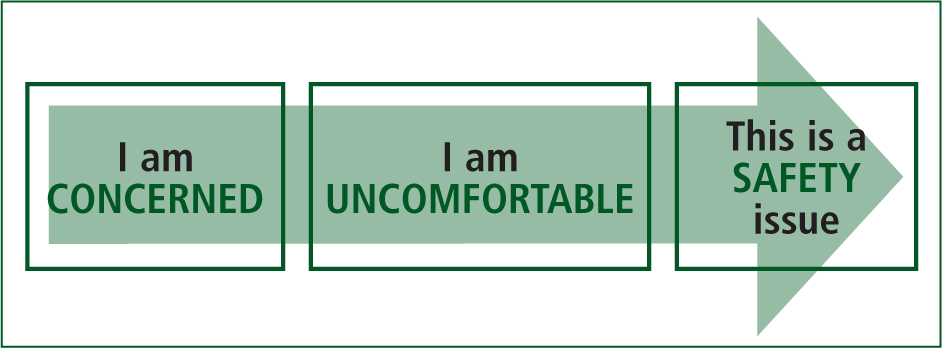 I am
CONCERNED
I am
UNCOMFORTABLE
This is a
SAFETY
issue